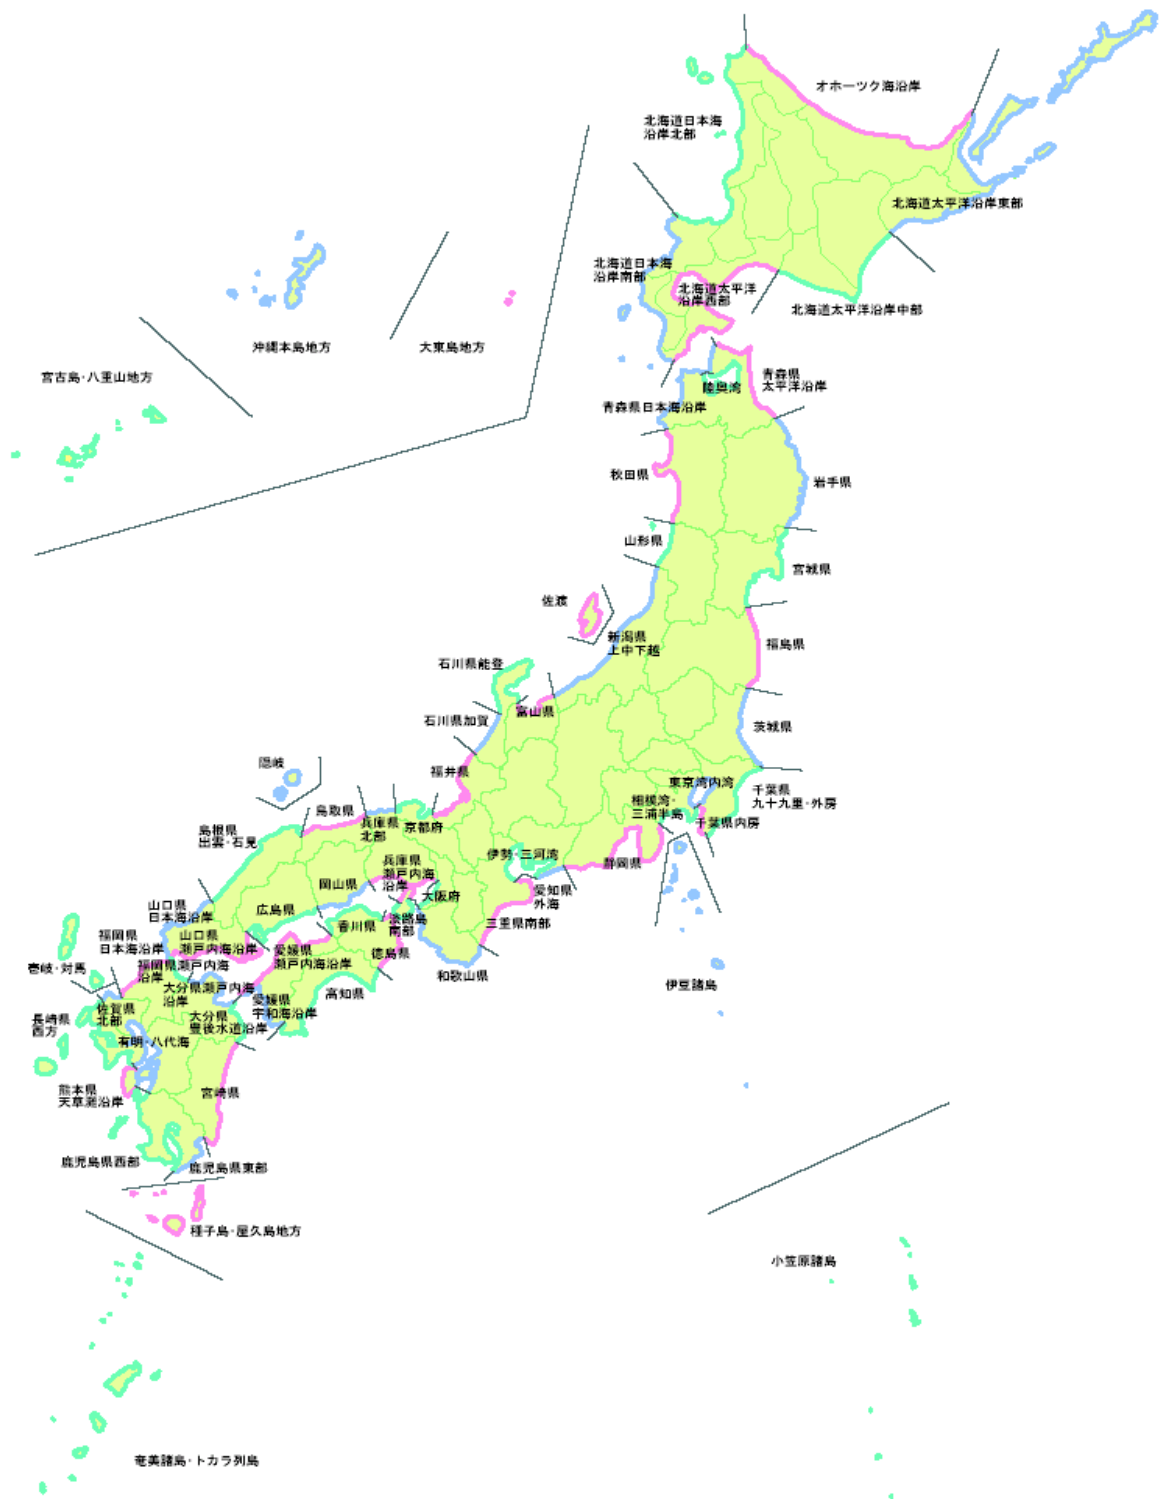 オホーツク海沿岸
北海道日本海
沿岸北部
北海道太平洋沿岸東部
北海道日本海
沿岸南部
北海道太平洋
沿岸西部
北海道太平洋沿岸中部
沖縄本島地方
大東島地方
宮古島・八重山地方
陸奥湾
青森県
太平洋沿岸
青森県日本海沿岸
秋田県
岩手県
山形県
宮城県
佐渡
新潟県
上中下越
福島県
石川県能登
富山県
石川県加賀
茨城県
福井県
隠岐
東京湾内湾
千葉県
九十九里・外房
相模湾・
三浦半島
千葉県内房
鳥取県
兵庫県
北部
京都府
島根県
出雲・石見
伊勢・三河湾
静岡県
兵庫県
瀬戸内海
沿岸
岡山県
大阪府
愛知県
外海
山口県
日本海沿岸
広島県
淡路島
南部
三重県南部
香川県
福岡県
日本海沿岸
山口県
瀬戸内海沿岸
愛媛県
瀬戸内海沿岸
徳島県
壱岐・対馬
福岡県瀬戸内海
沿岸
和歌山県
大分県瀬戸内海
沿岸
高知県
伊豆諸島
愛媛県
宇和海沿岸
佐賀県
北部
大分県
豊後水道沿岸
長崎県
西方
有明・八代海
熊本県
天草灘沿岸
宮崎県
鹿児島県西部
鹿児島県東部
種子島・屋久島地方
小笠原諸島
奄美諸島・トカラ列島